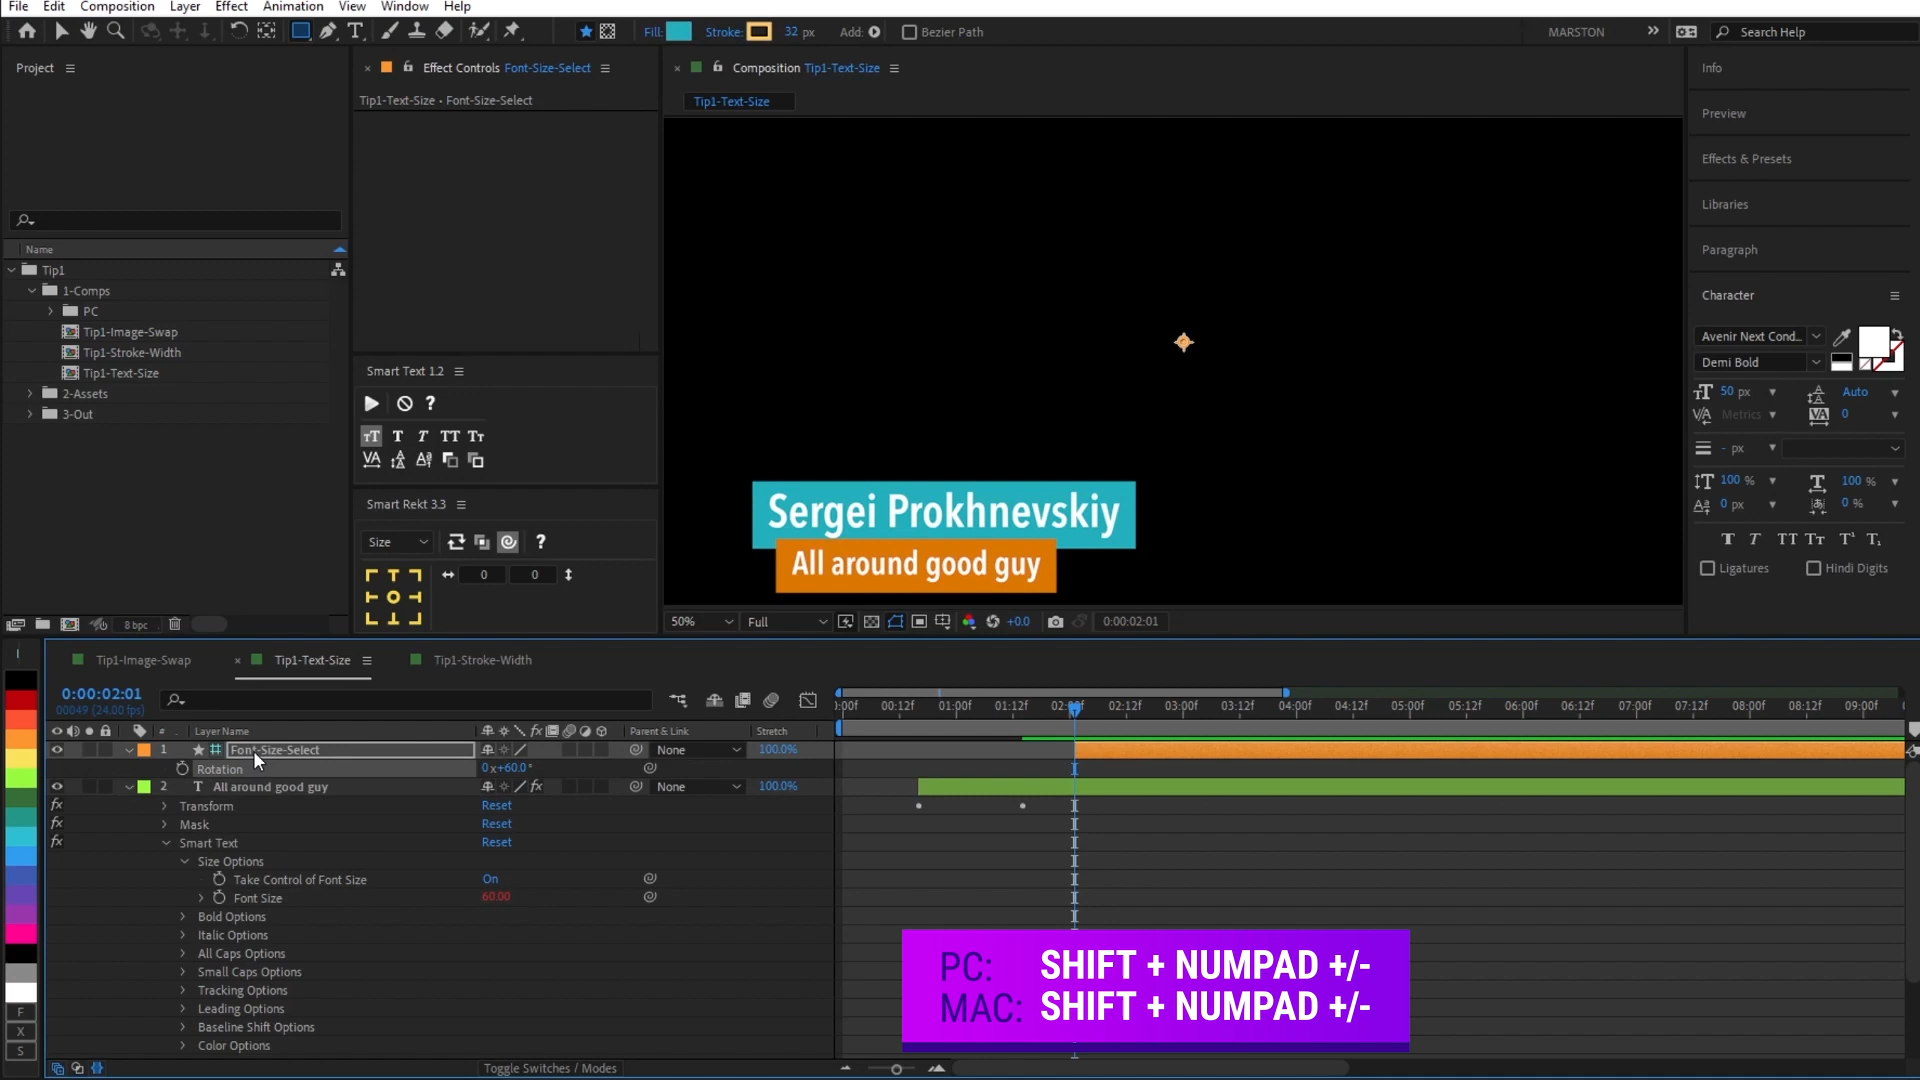 File Edit Composition Layer Effect Animation View Window Help
Fill: Stroke: 32 px Add: Bezier Path MARSTON Search Help
Project
Effect Controls Font-Size-Select
Composition Tip1-Text-Size
Info
Tip1-Text-Size • Font-Size-Select
Tip1-Text-Size
Preview
Effects & Presets
Libraries
Paragraph
Name
Tip1
1-Comps
PC
Tip1-Image-Swap
Tip1-Stroke-Width
Tip1-Text-Size
2-Assets
3-Out
8 bpc
Smart Text 1.2
Smart Rekt 3.3
Size
0 0
Character
Avenir Next Cond...
Demi Bold
50 px Auto
Metrics 0
- px
100 % 100 %
0 px 0 %
Ligatures Hindi Digits
Sergei Prokhnevskiy
All around good guy
50% Full +0.0 0:00:02:01
Tip1-Image-Swap Tip1-Text-Size Tip1-Stroke-Width
0:00:02:01
00049 (24.00 fps)
:00f 00:12f 01:00f 01:12f 02:00f 02:12f 03:00f 03:12f 04:00f 04:12f 05:00f 05:12f 06:00f 06:12f 07:00f 07:12f 08:00f 08:12f 09:00f
# Layer Name Parent & Link Stretch
1 Font-Size-Select None 100.0%
Rotation 0x+60.0°
2 T All around good guy None 100.0%
Transform Reset
Mask Reset
Smart Text Reset
Size Options
Take Control of Font Size On
Font Size 60.00
Bold Options
Italic Options
All Caps Options
Small Caps Options
Tracking Options
Leading Options
Baseline Shift Options
Color Options
F
X
S
Toggle Switches / Modes
PC: SHIFT + NUMPAD +/-
MAC: SHIFT + NUMPAD +/-